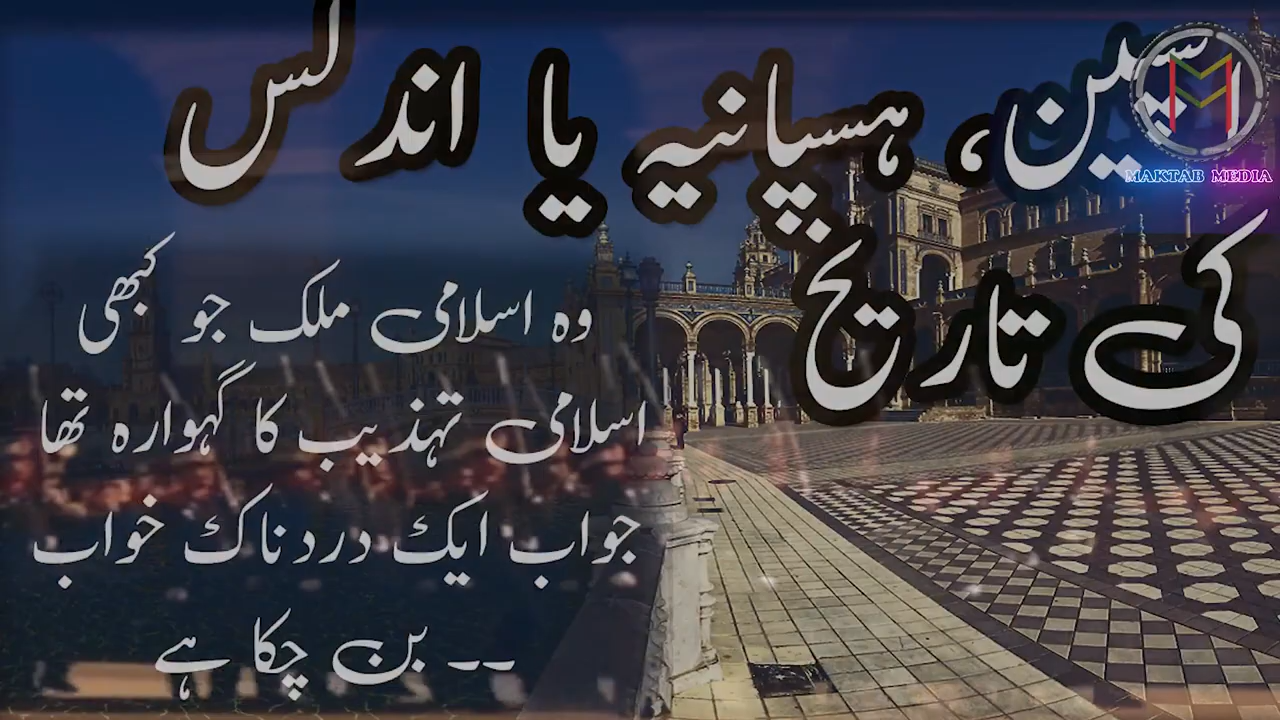 اسپین، ہسپانیہ یا اندلس
کی تاریخ
وہ اسلامی ملک جو کبھی
اسلامی تہذیب کا گہوارہ تھا
جواب ایک دردناک خواب
بن چکا ہے --
MAKTAB MEDIA